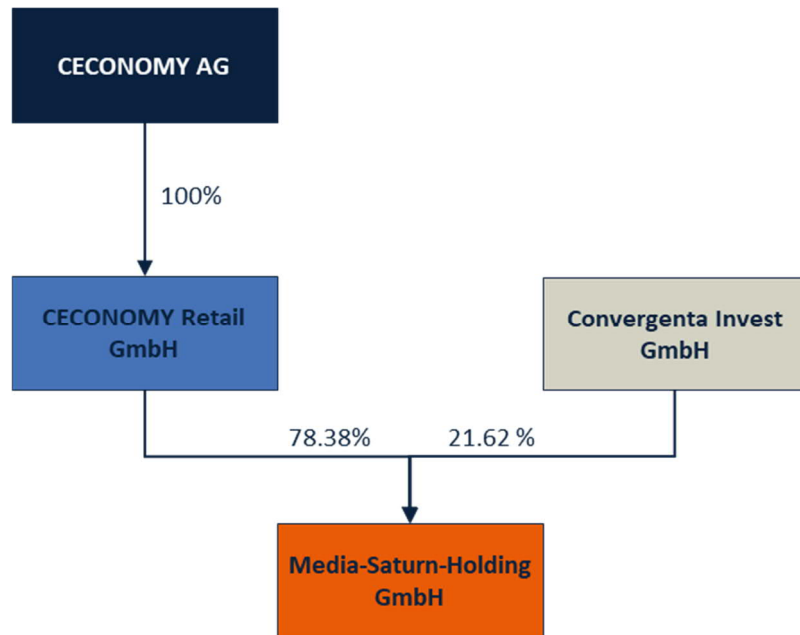 CECONOMY AG
100%
CECONOMY Retail
GmbH
Convergenta Invest
GmbH
78.38%
21.62 %
Media-Saturn-Holding
GmbH